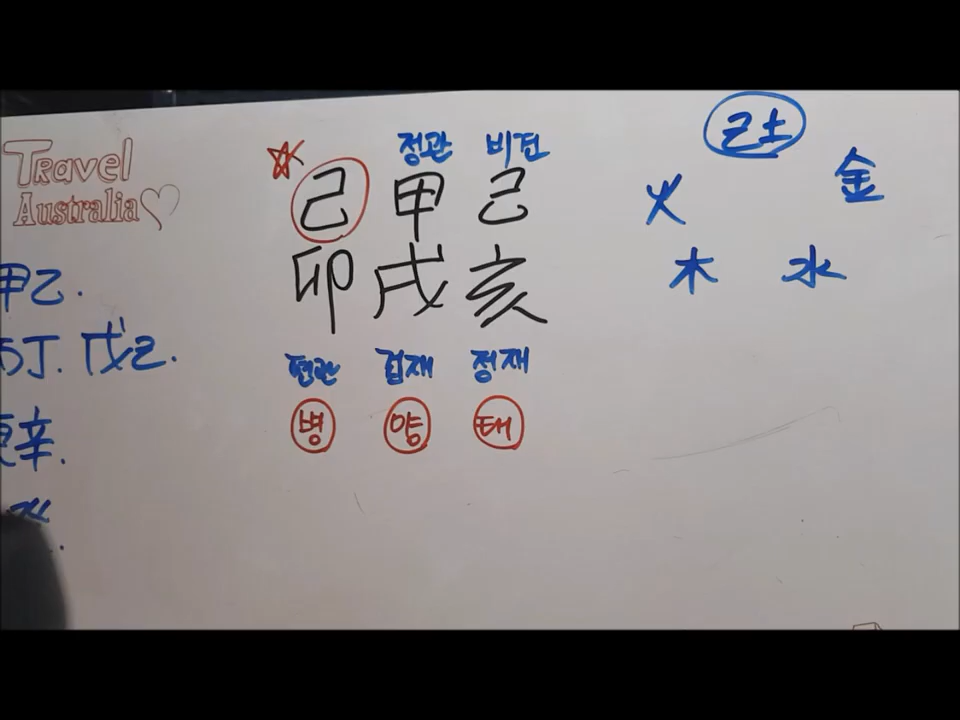 Travel
Australia
甲乙.
丙丁. 戊己.
庚辛.
정관 비견
己 甲 己
卯 戌 亥
편관 겁재 정재
병 양 태
己土
火 金
木 水